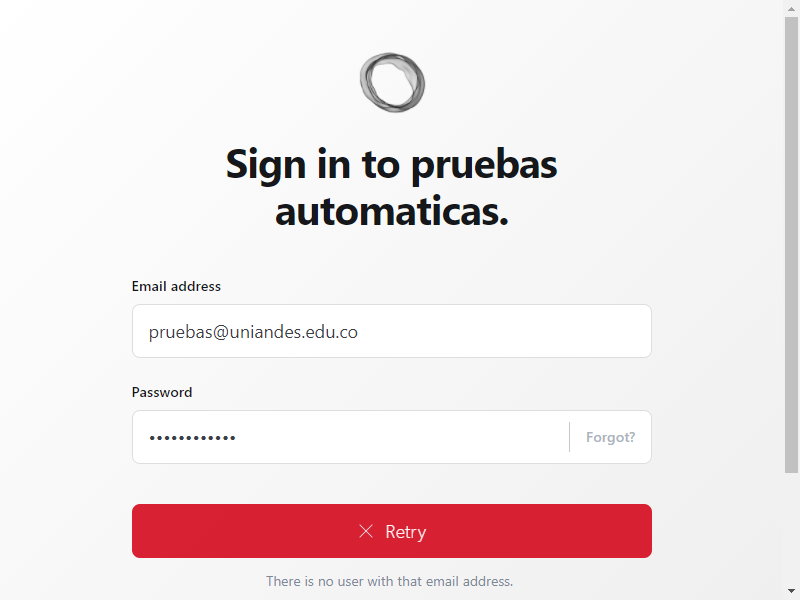 Sign in to pruebas
automaticas.
Email address
pruebas@uniandes.edu.co
Password
••••••••••••
Forgot?
Retry
There is no user with that email address.